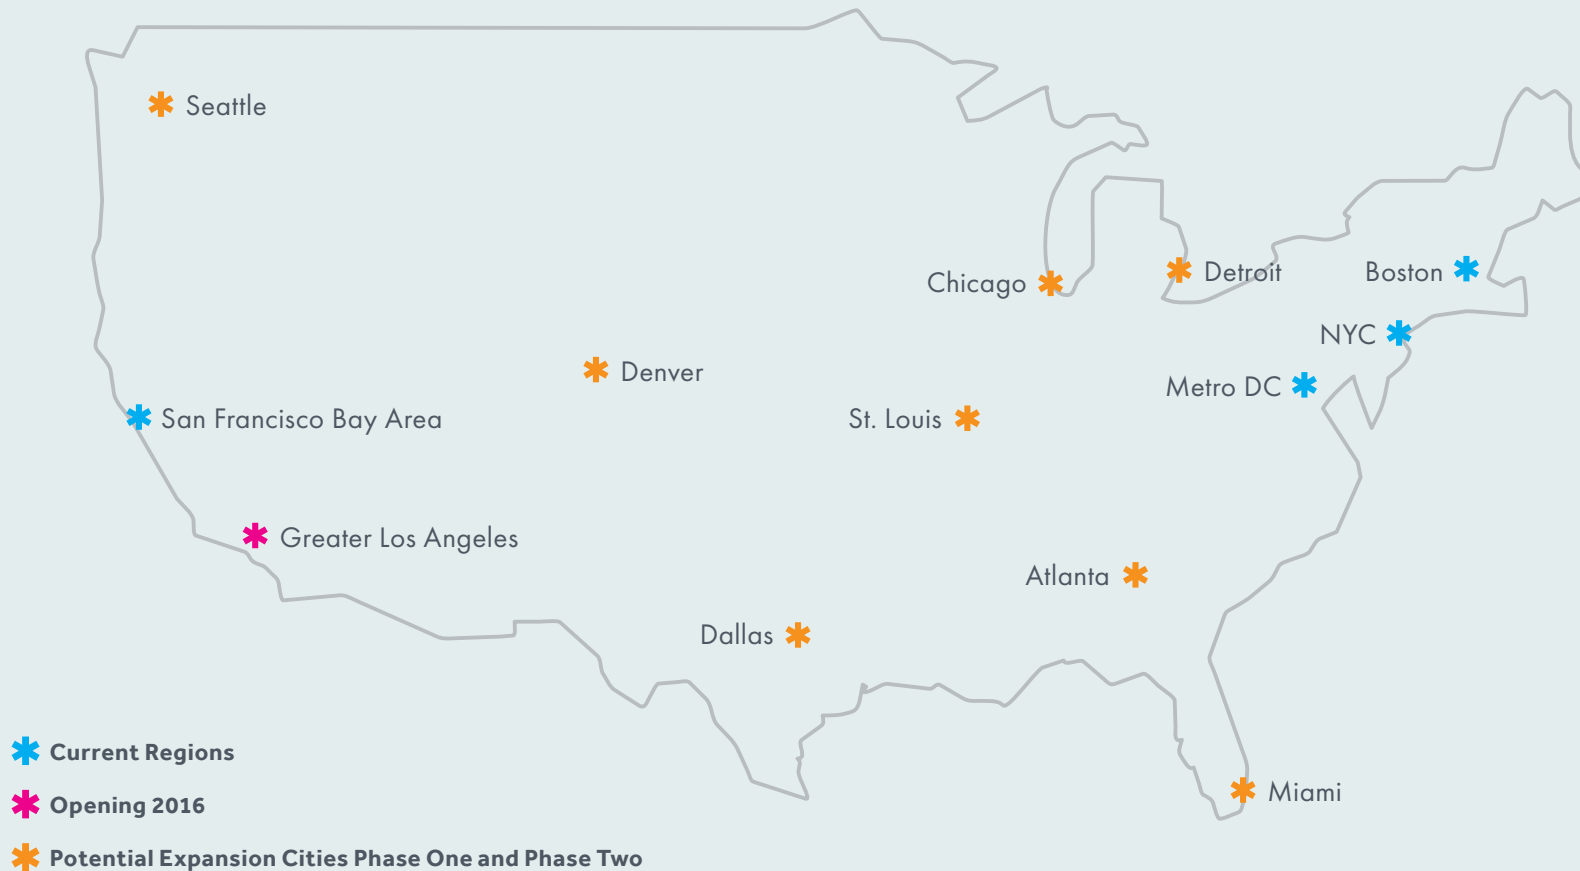 Seattle
Chicago
Detroit
Boston
NYC
Denver
Metro DC
San Francisco Bay Area
St. Louis
Greater Los Angeles
Atlanta
Dallas
Miami
Current Regions
Opening 2016
Potential Expansion Cities Phase One and Phase Two